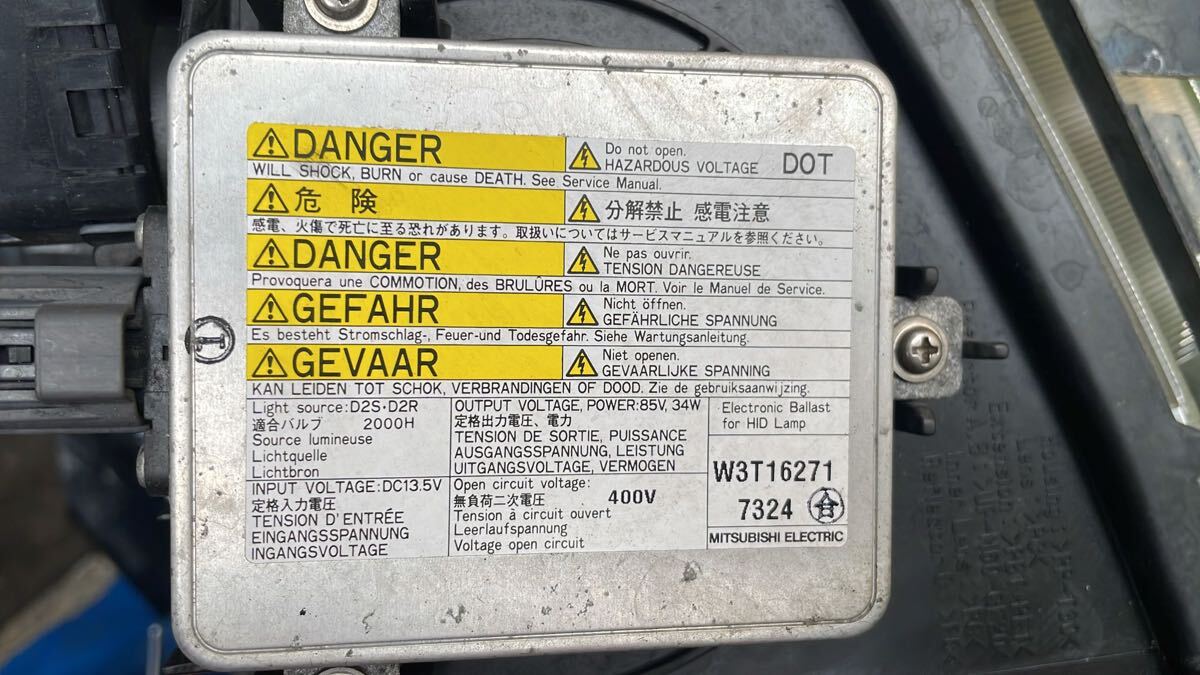 DANGER
Do not open.
HAZARDOUS VOLTAGE DOT
WILL SHOCK, BURN or cause DEATH. See Service Manual.
危 険
分解禁止 感電注意
感電、火傷で死亡に至る恐れがあります。取扱いについてはサービスマニュアルを参照ください。
DANGER
Ne pas ouvrir.
TENSION DANGEREUSE
Provoquera une COMMOTION, des BRULÛRES ou la MORT. Voir le Manuel de Service.
GEFAHR
Nicht öffnen.
GEFÄHRLICHE SPANNUNG
Es besteht Stromschlag-, Feuer-und Todesgefahr. Siehe Wartungsanleitung.
GEVAAR
Niet openen.
GEVAARLIJKE SPANNING
KAN LEIDEN TOT SCHOK, VERBRANDINGEN OF DOOD. Zie de gebruiksaanwijzing.
Light source:D2S·D2R
適合バルブ 2000H
Source lumineuse
Lichtquelle
Lichtbron
INPUT VOLTAGE:DC13.5V
定格入力電圧
TENSION D'ENTRÉE
EINGANGSSPANNUNG
INGANGSVOLTAGE
OUTPUT VOLTAGE, POWER:85V, 34W
定格出力電圧、電力
TENSION DE SORTIE, PUISSANCE
AUSGANGSSPANNUNG, LEISTUNG
UITGANGSVOLTAGE, VERMOGEN
Open circuit voltage:
無負荷二次電圧 400V
Tension à circuit ouvert
Leerlaufspannung
Voltage open circuit
Electronic Ballast
for HID Lamp
W3T16271
7324 合
MITSUBISHI ELECTRIC